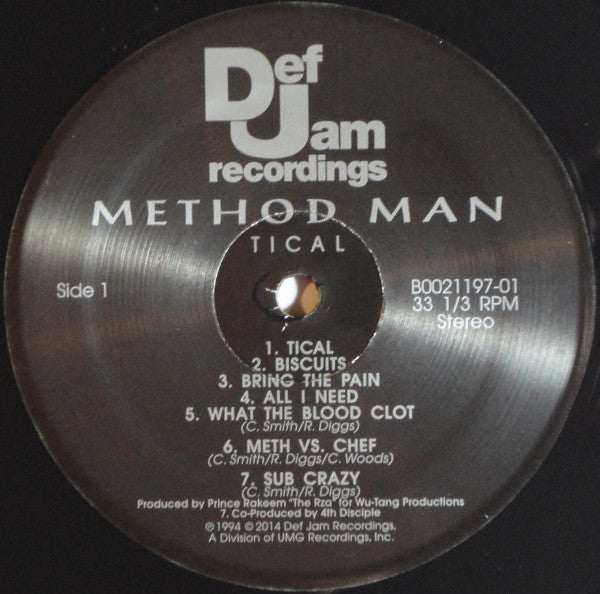 Def
Jam
recordings
METHOD MAN
TICAL
Side 1
B0021197-01
33 1/3 RPM
Stereo
1. TICAL
2. BISCUITS
3. BRING THE PAIN
4. ALL I NEED
5. WHAT THE BLOOD CLOT
(C. Smith/R. Diggs)
6. METH VS. CHEF
(C. Smith/R. Diggs/C. Woods)
7. SUB CRAZY
(C. Smith/R. Diggs)
Produced by Prince Rakeem "The Rza" for Wu-Tang Productions
7. Co-Produced by 4th Disciple
℗ 1994 © 2014 Def Jam Recordings,
A Division of UMG Recordings, Inc.